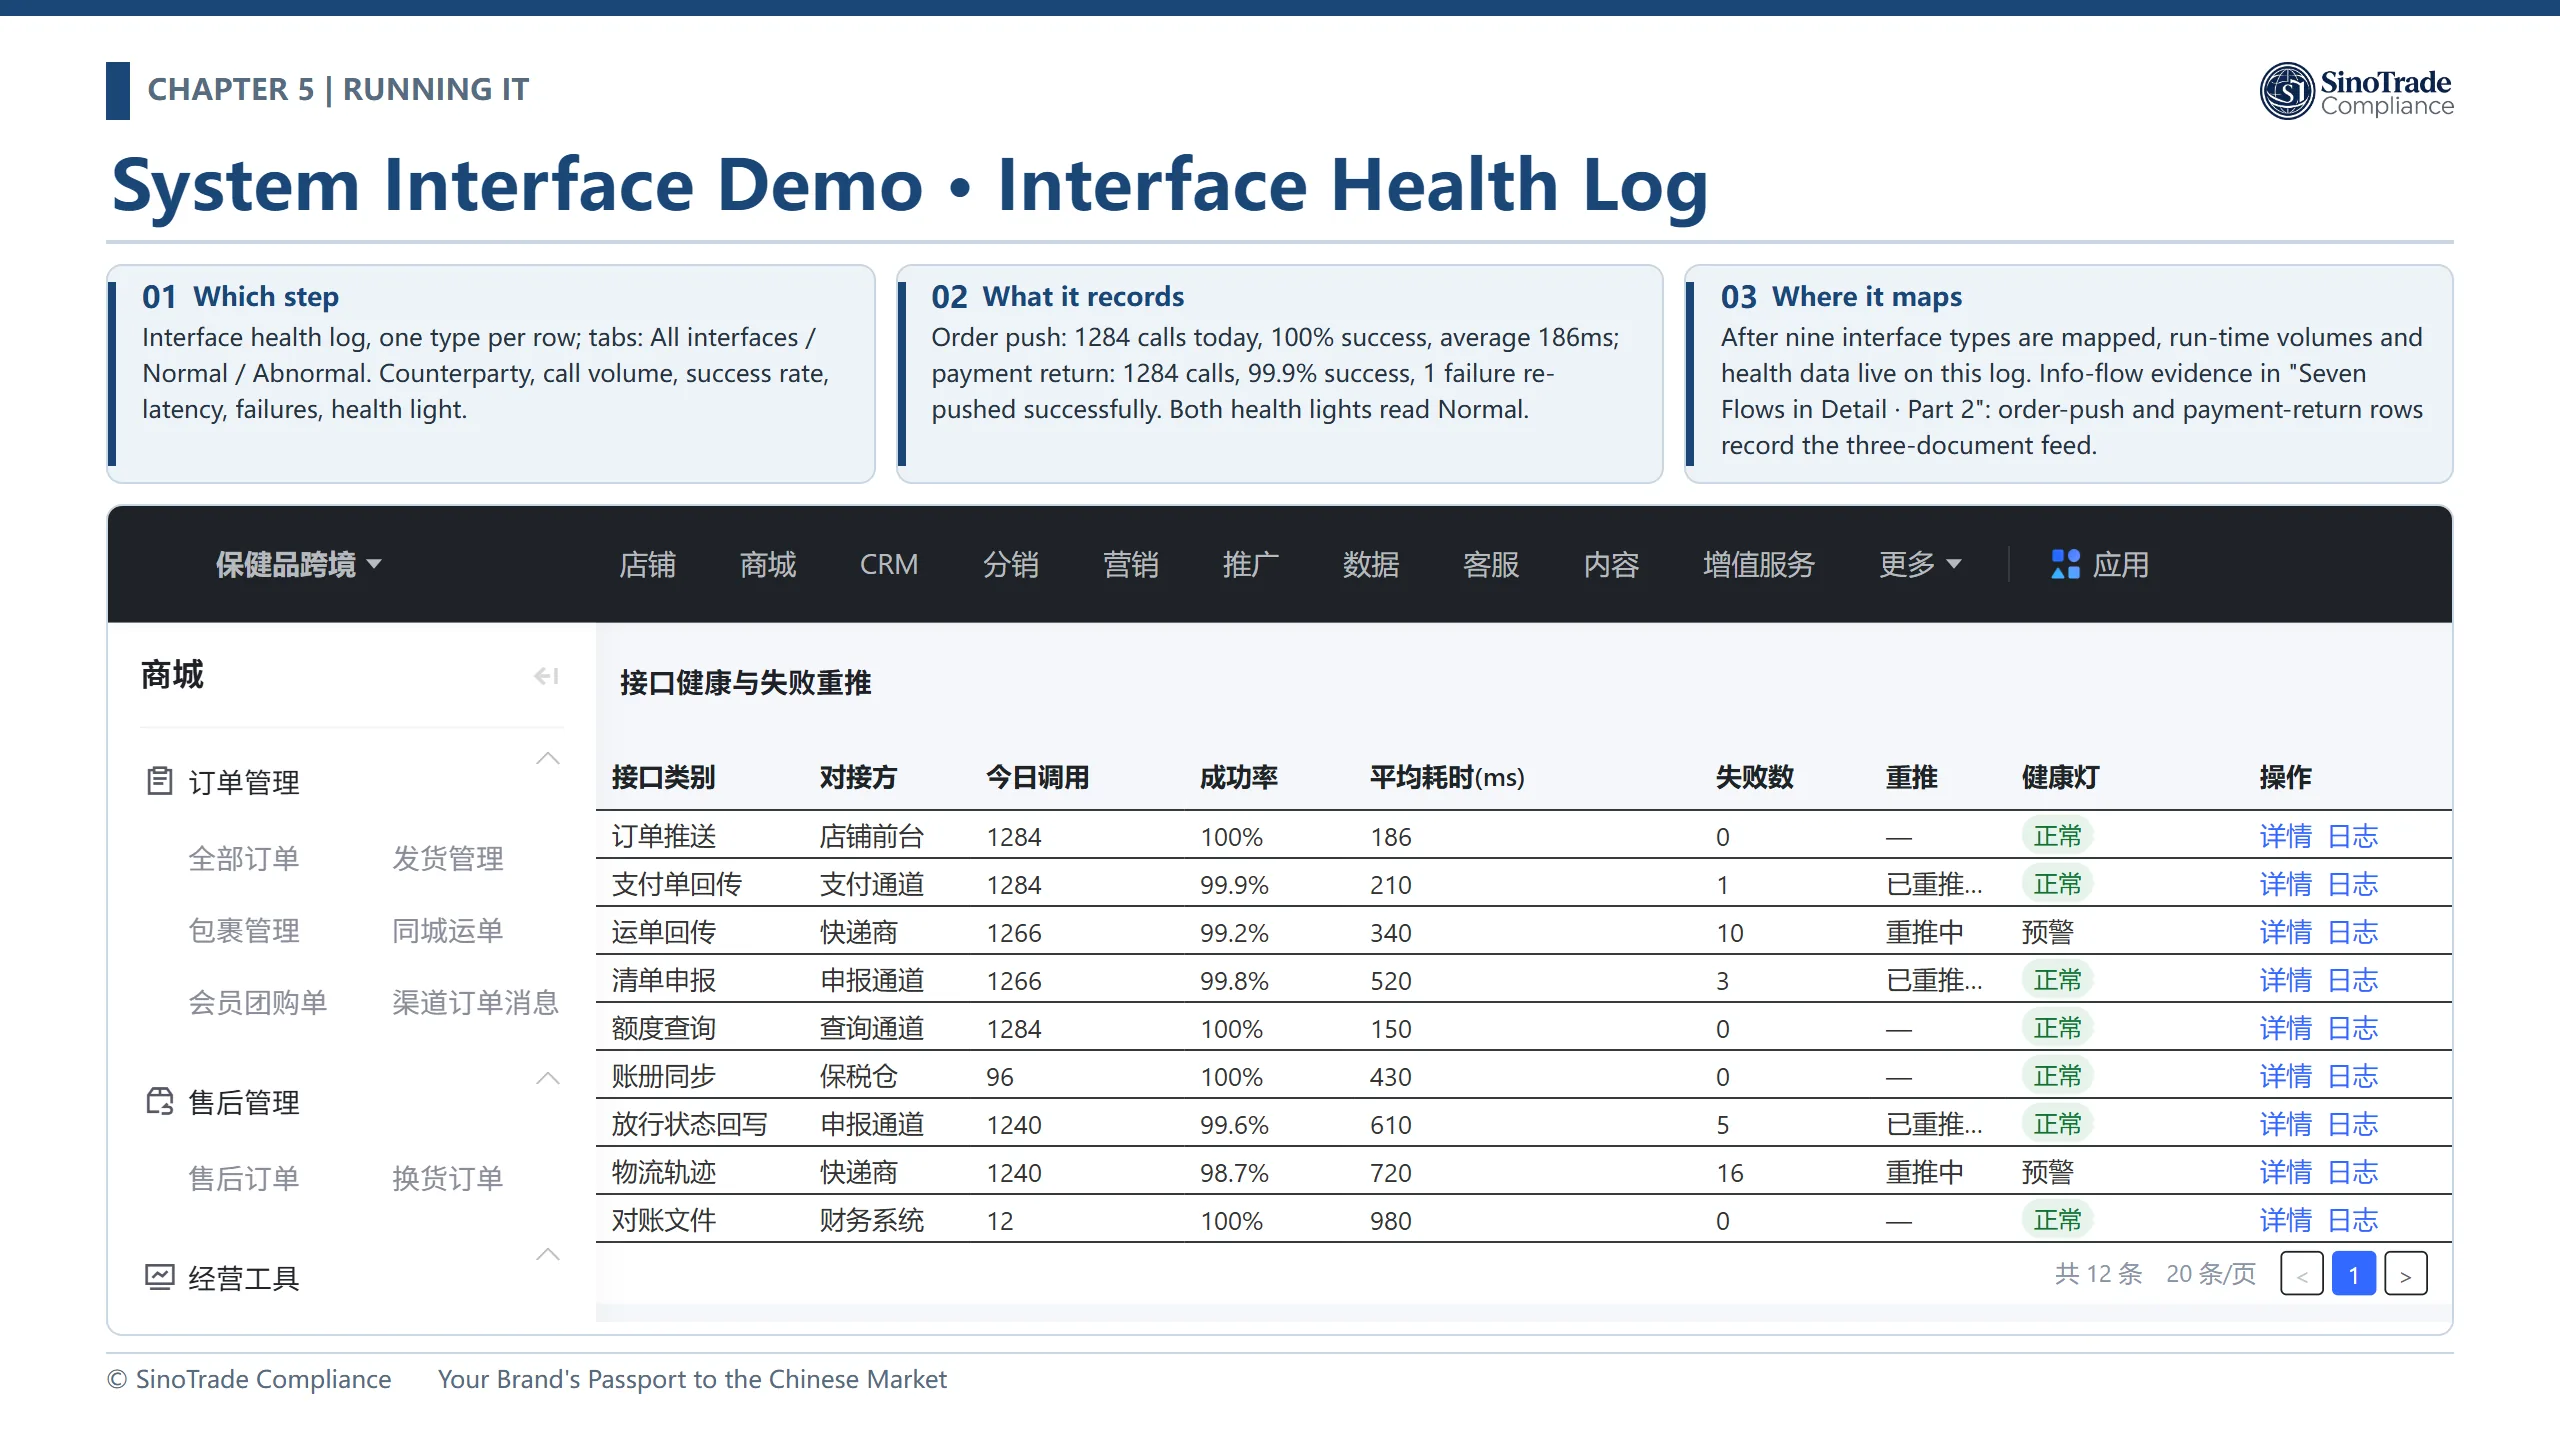 CHAPTER 5 | RUNNING IT
SinoTrade
Compliance
System Interface Demo • Interface Health Log
01 Which step
Interface health log, one type per row; tabs: All interfaces /
Normal / Abnormal. Counterparty, call volume, success rate,
latency, failures, health light.
02 What it records
Order push: 1284 calls today, 100% success, average 186ms;
payment return: 1284 calls, 99.9% success, 1 failure re-
pushed successfully. Both health lights read Normal.
03 Where it maps
After nine interface types are mapped, run-time volumes and
health data live on this log. Info-flow evidence in "Seven
Flows in Detail · Part 2": order-push and payment-return rows
record the three-document feed.
保健品跨境 店铺 商城 CRM 分销 营销 推广 数据 客服 内容 增值服务 更多 应用
商城
订单管理
全部订单 发货管理
包裹管理 同城运单
会员团购单 渠道订单消息
售后管理
售后订单 换货订单
经营工具
接口健康与失败重推
接口类别 对接方 今日调用 成功率 平均耗时(ms) 失败数 重推 健康灯 操作
订单推送 店铺前台 1284 100% 186 0 — 正常 详情 日志
支付单回传 支付通道 1284 99.9% 210 1 已重推... 正常 详情 日志
运单回传 快递商 1266 99.2% 340 10 重推中 预警 详情 日志
清单申报 申报通道 1266 99.8% 520 3 已重推... 正常 详情 日志
额度查询 查询通道 1284 100% 150 0 — 正常 详情 日志
账册同步 保税仓 96 100% 430 0 — 正常 详情 日志
放行状态回写 申报通道 1240 99.6% 610 5 已重推... 正常 详情 日志
物流轨迹 快递商 1240 98.7% 720 16 重推中 预警 详情 日志
对账文件 财务系统 12 100% 980 0 — 正常 详情 日志
共 12 条 20 条/页 < 1 >
© SinoTrade Compliance Your Brand's Passport to the Chinese Market